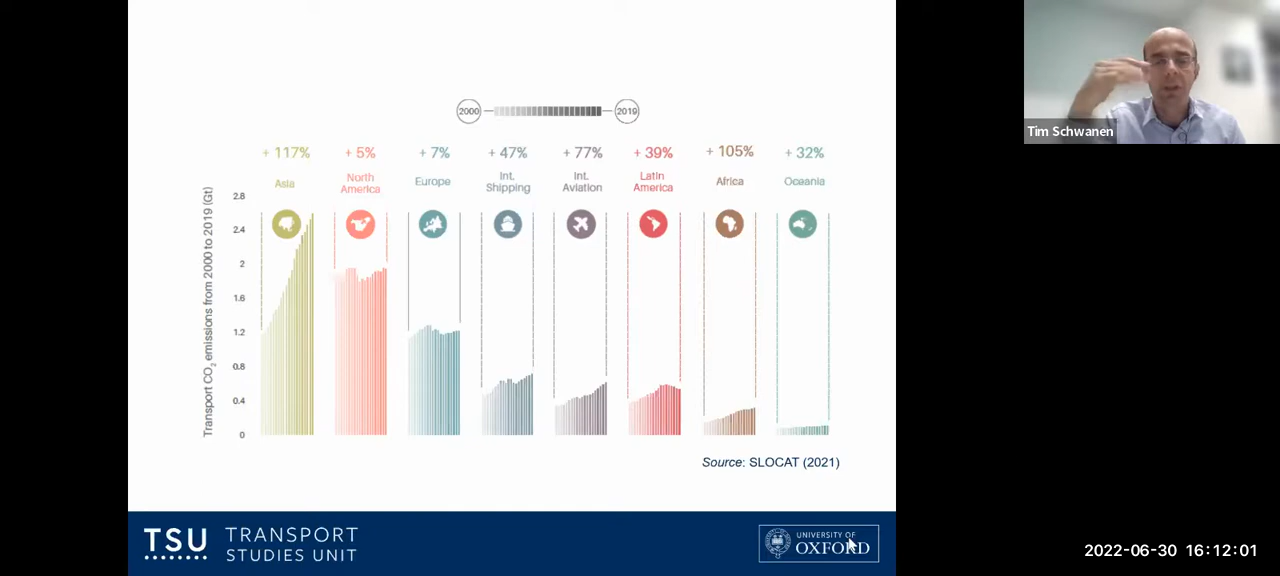 2000
2019
+ 117%
+ 5%
+ 7%
+ 47%
+ 77%
+ 39%
+ 105%
+ 32%
Asia
North
America
Europe
Int.
Shipping
Int.
Aviation
Latin
America
Africa
Oceania
Transport CO2 emissions from 2000 to 2019 (Gt)
2.8
2.4
2
1.6
1.2
0.8
0.4
0
Source: SLOCAT (2021)
TSU
TRANSPORT
STUDIES UNIT
UNIVERSITY OF
OXFORD
Tim Schwanen
2022-06-30 16:12:01